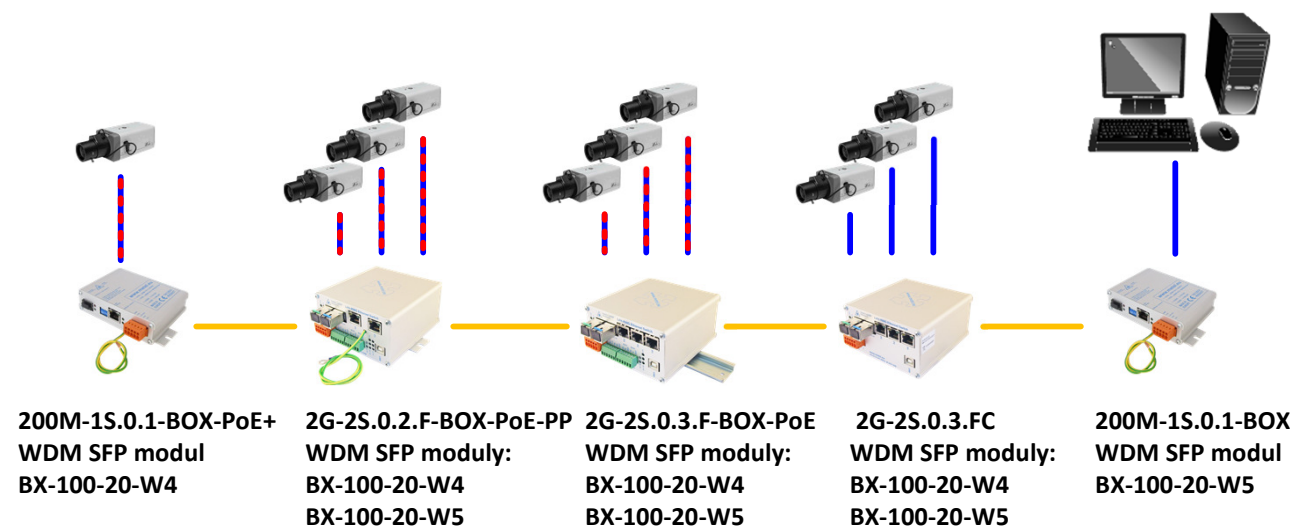 200M-1S.0.1-BOX-PoE+
WDM SFP modul
BX-100-20-W4
2G-2S.0.2.F-BOX-PoE-PP
WDM SFP moduly:
BX-100-20-W4
BX-100-20-W5
2G-2S.0.3.F-BOX-PoE
WDM SFP moduly:
BX-100-20-W4
BX-100-20-W5
2G-2S.0.3.FC
WDM SFP moduly:
BX-100-20-W4
BX-100-20-W5
200M-1S.0.1-BOX
WDM SFP modul
BX-100-20-W5